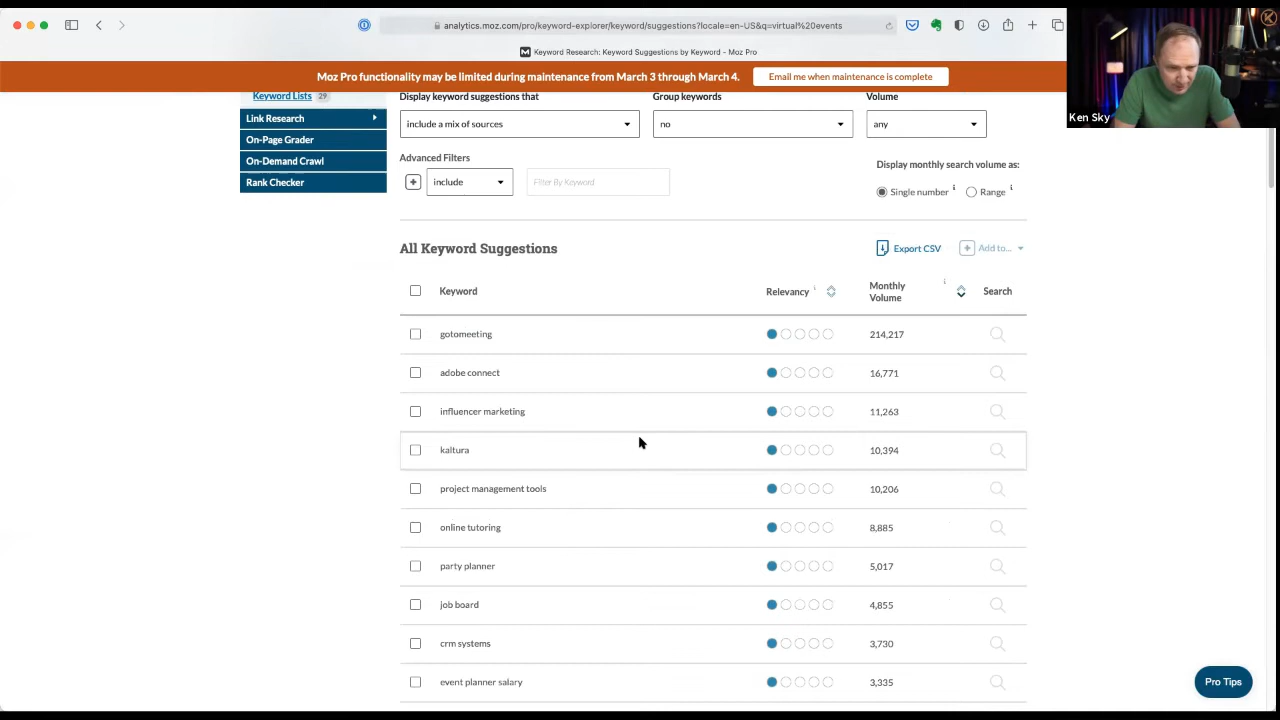 analytics.moz.com/pro/keyword-explorer/keyword/suggestions?locale=en-US&q=virtual%20events
M Keyword Research: Keyword Suggestions by Keyword - Moz Pro
Moz Pro functionality may be limited during maintenance from March 3 through March 4. Email me when maintenance is complete
Ken Sky
Keyword Lists 29
Link Research
On-Page Grader
On-Demand Crawl
Rank Checker
Display keyword suggestions that Group keywords Volume
include a mix of sources no any
Advanced Filters
include Filter By Keyword
Display monthly search volume as:
Single number i Range i
All Keyword Suggestions Export CSV Add to...
Keyword Relevancy i Monthly Volume i Search
gotomeeting 214,217
adobe connect 16,771
influencer marketing 11,263
kaltura 10,394
project management tools 10,206
online tutoring 8,885
party planner 5,017
job board 4,855
crm systems 3,730
event planner salary 3,335
Pro Tips